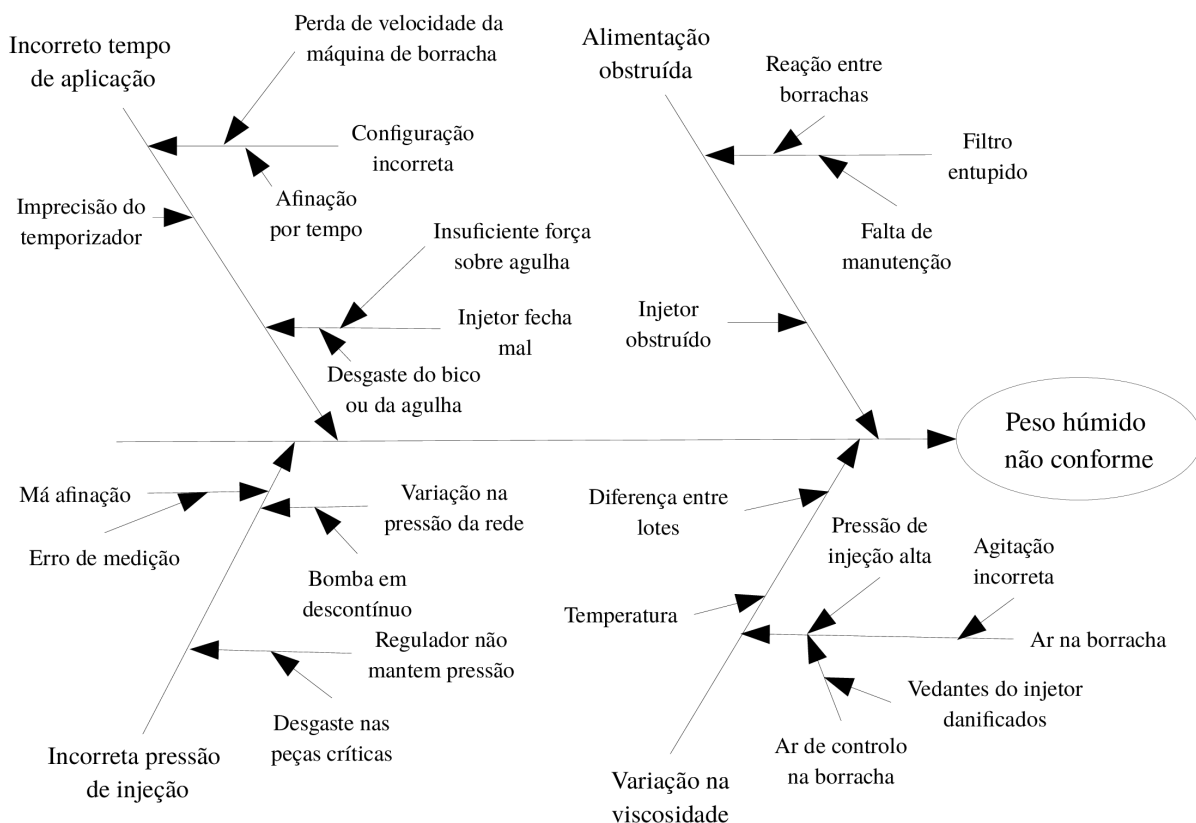 Incorreto tempo
de aplicação
Perda de velocidade da
máquina de borracha
Configuração
incorreta
Afinação
por tempo
Imprecisão do
temporizador
Insuficiente força
sobre agulha
Injetor fecha
mal
Desgaste do bico
ou da agulha
Alimentação
obstruída
Reação entre
borrachas
Filtro
entupido
Falta de
manutenção
Injetor
obstruído
Peso húmido
não conforme
Má afinação
Erro de medição
Variação na
pressão da rede
Bomba em
descontínuo
Regulador não
mantem pressão
Desgaste nas
peças críticas
Incorreta pressão
de injeção
Diferença entre
lotes
Pressão de
injeção alta
Agitação
incorreta
Temperatura
Ar na borracha
Vedantes do injetor
danificados
Ar de controlo
na borracha
Variação na
viscosidade